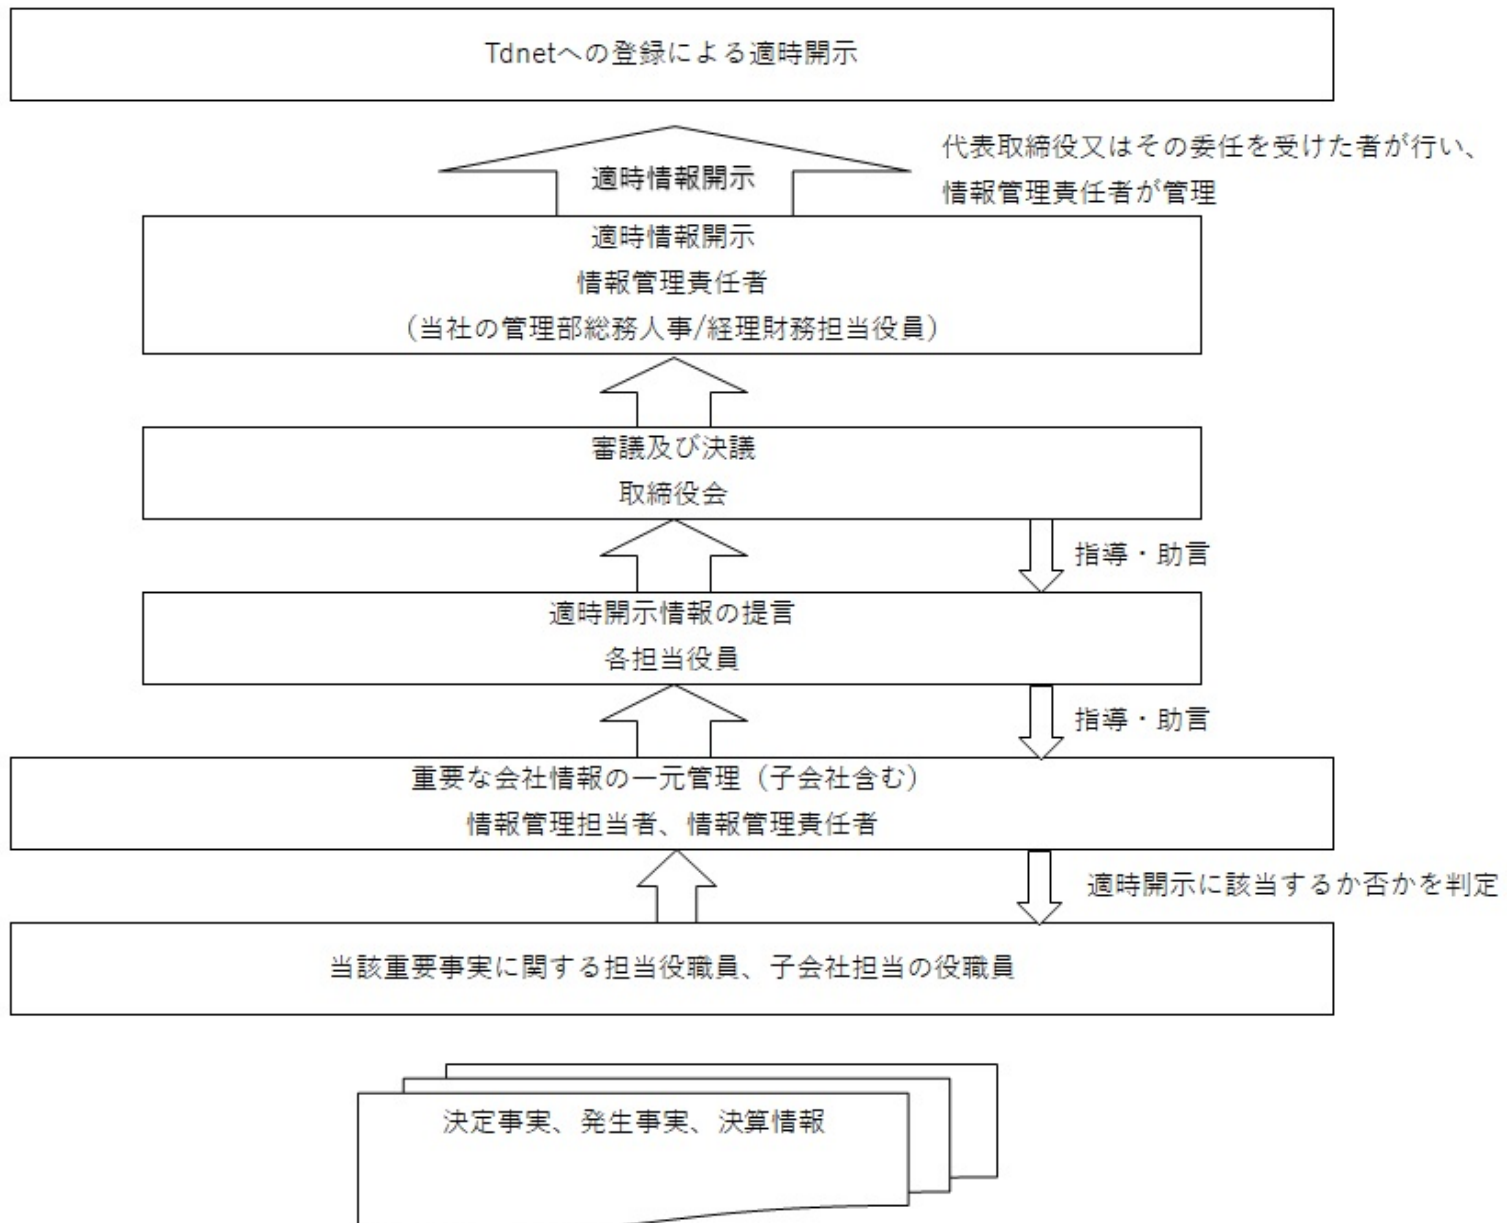 Tdnetへの登録による適時開示
適時情報開示
代表取締役又はその委任を受けた者が行い、
情報管理責任者が管理
適時情報開示
情報管理責任者
（当社の管理部総務人事/経理財務担当役員）
審議及び決議
取締役会
指導・助言
適時開示情報の提言
各担当役員
指導・助言
重要な会社情報の一元管理（子会社含む）
情報管理担当者、情報管理責任者
適時開示に該当するか否かを判定
当該重要事実に関する担当役職員、子会社担当の役職員
決定事実、発生事実、決算情報